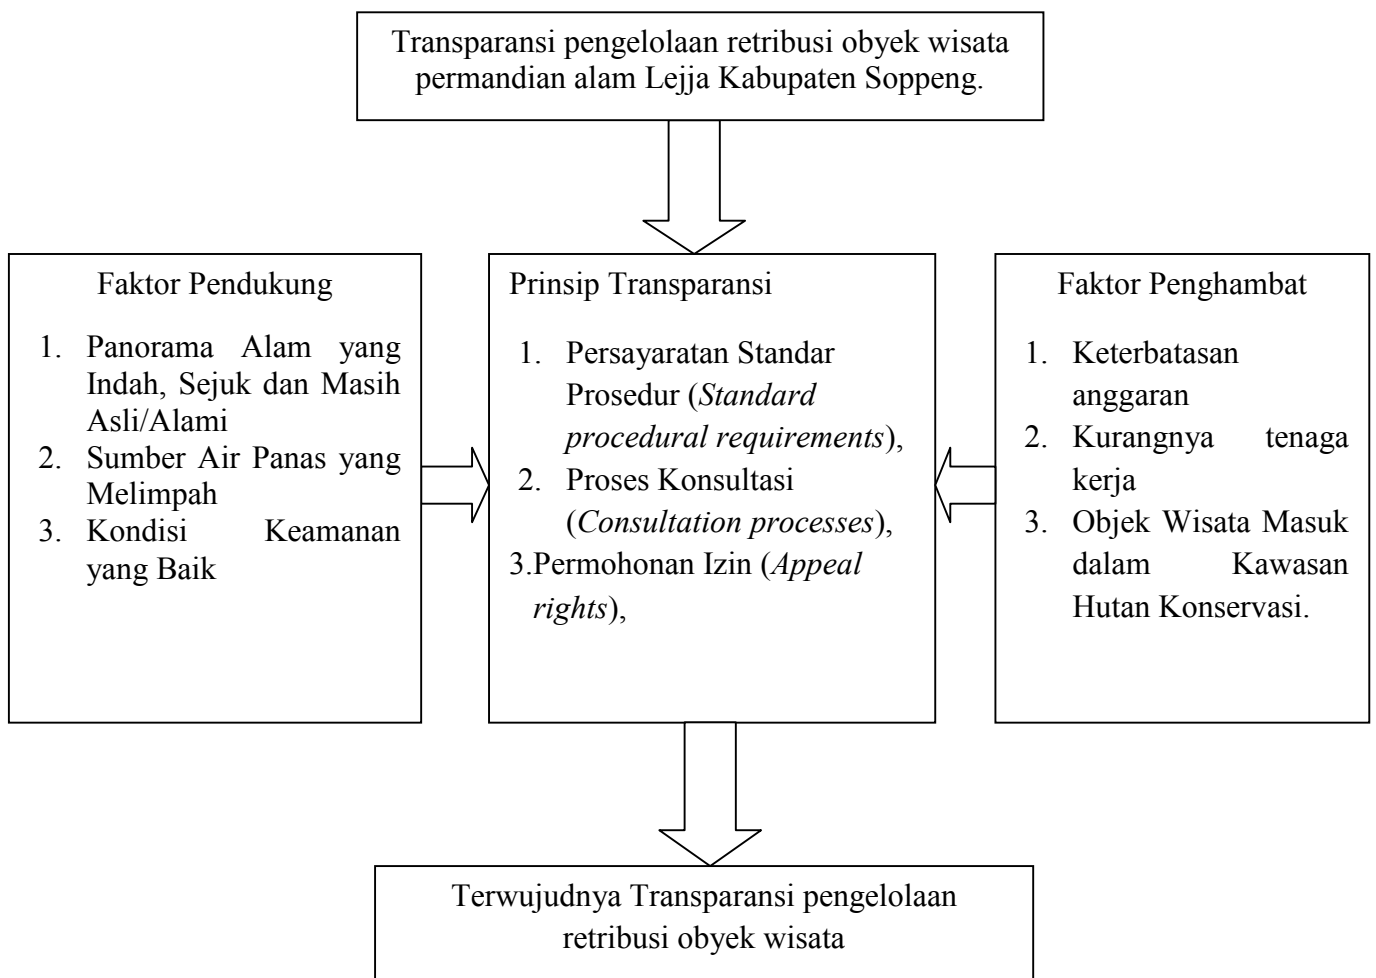 Transparansi pengelolaan retribusi obyek wisata
permandian alam Lejja Kabupaten Soppeng.
Faktor Pendukung
1. Panorama Alam yang
Indah, Sejuk dan Masih
Asli/Alami
2. Sumber Air Panas yang
Melimpah
3. Kondisi Keamanan
yang Baik
Prinsip Transparansi
1. Persayaratan Standar
Prosedur (Standard
procedural requirements),
2. Proses Konsultasi
(Consultation processes),
3.Permohonan Izin (Appeal
rights),
Faktor Penghambat
1. Keterbatasan
anggaran
2. Kurangnya tenaga
kerja
3. Objek Wisata Masuk
dalam Kawasan
Hutan Konservasi.
Terwujudnya Transparansi pengelolaan
retribusi obyek wisata